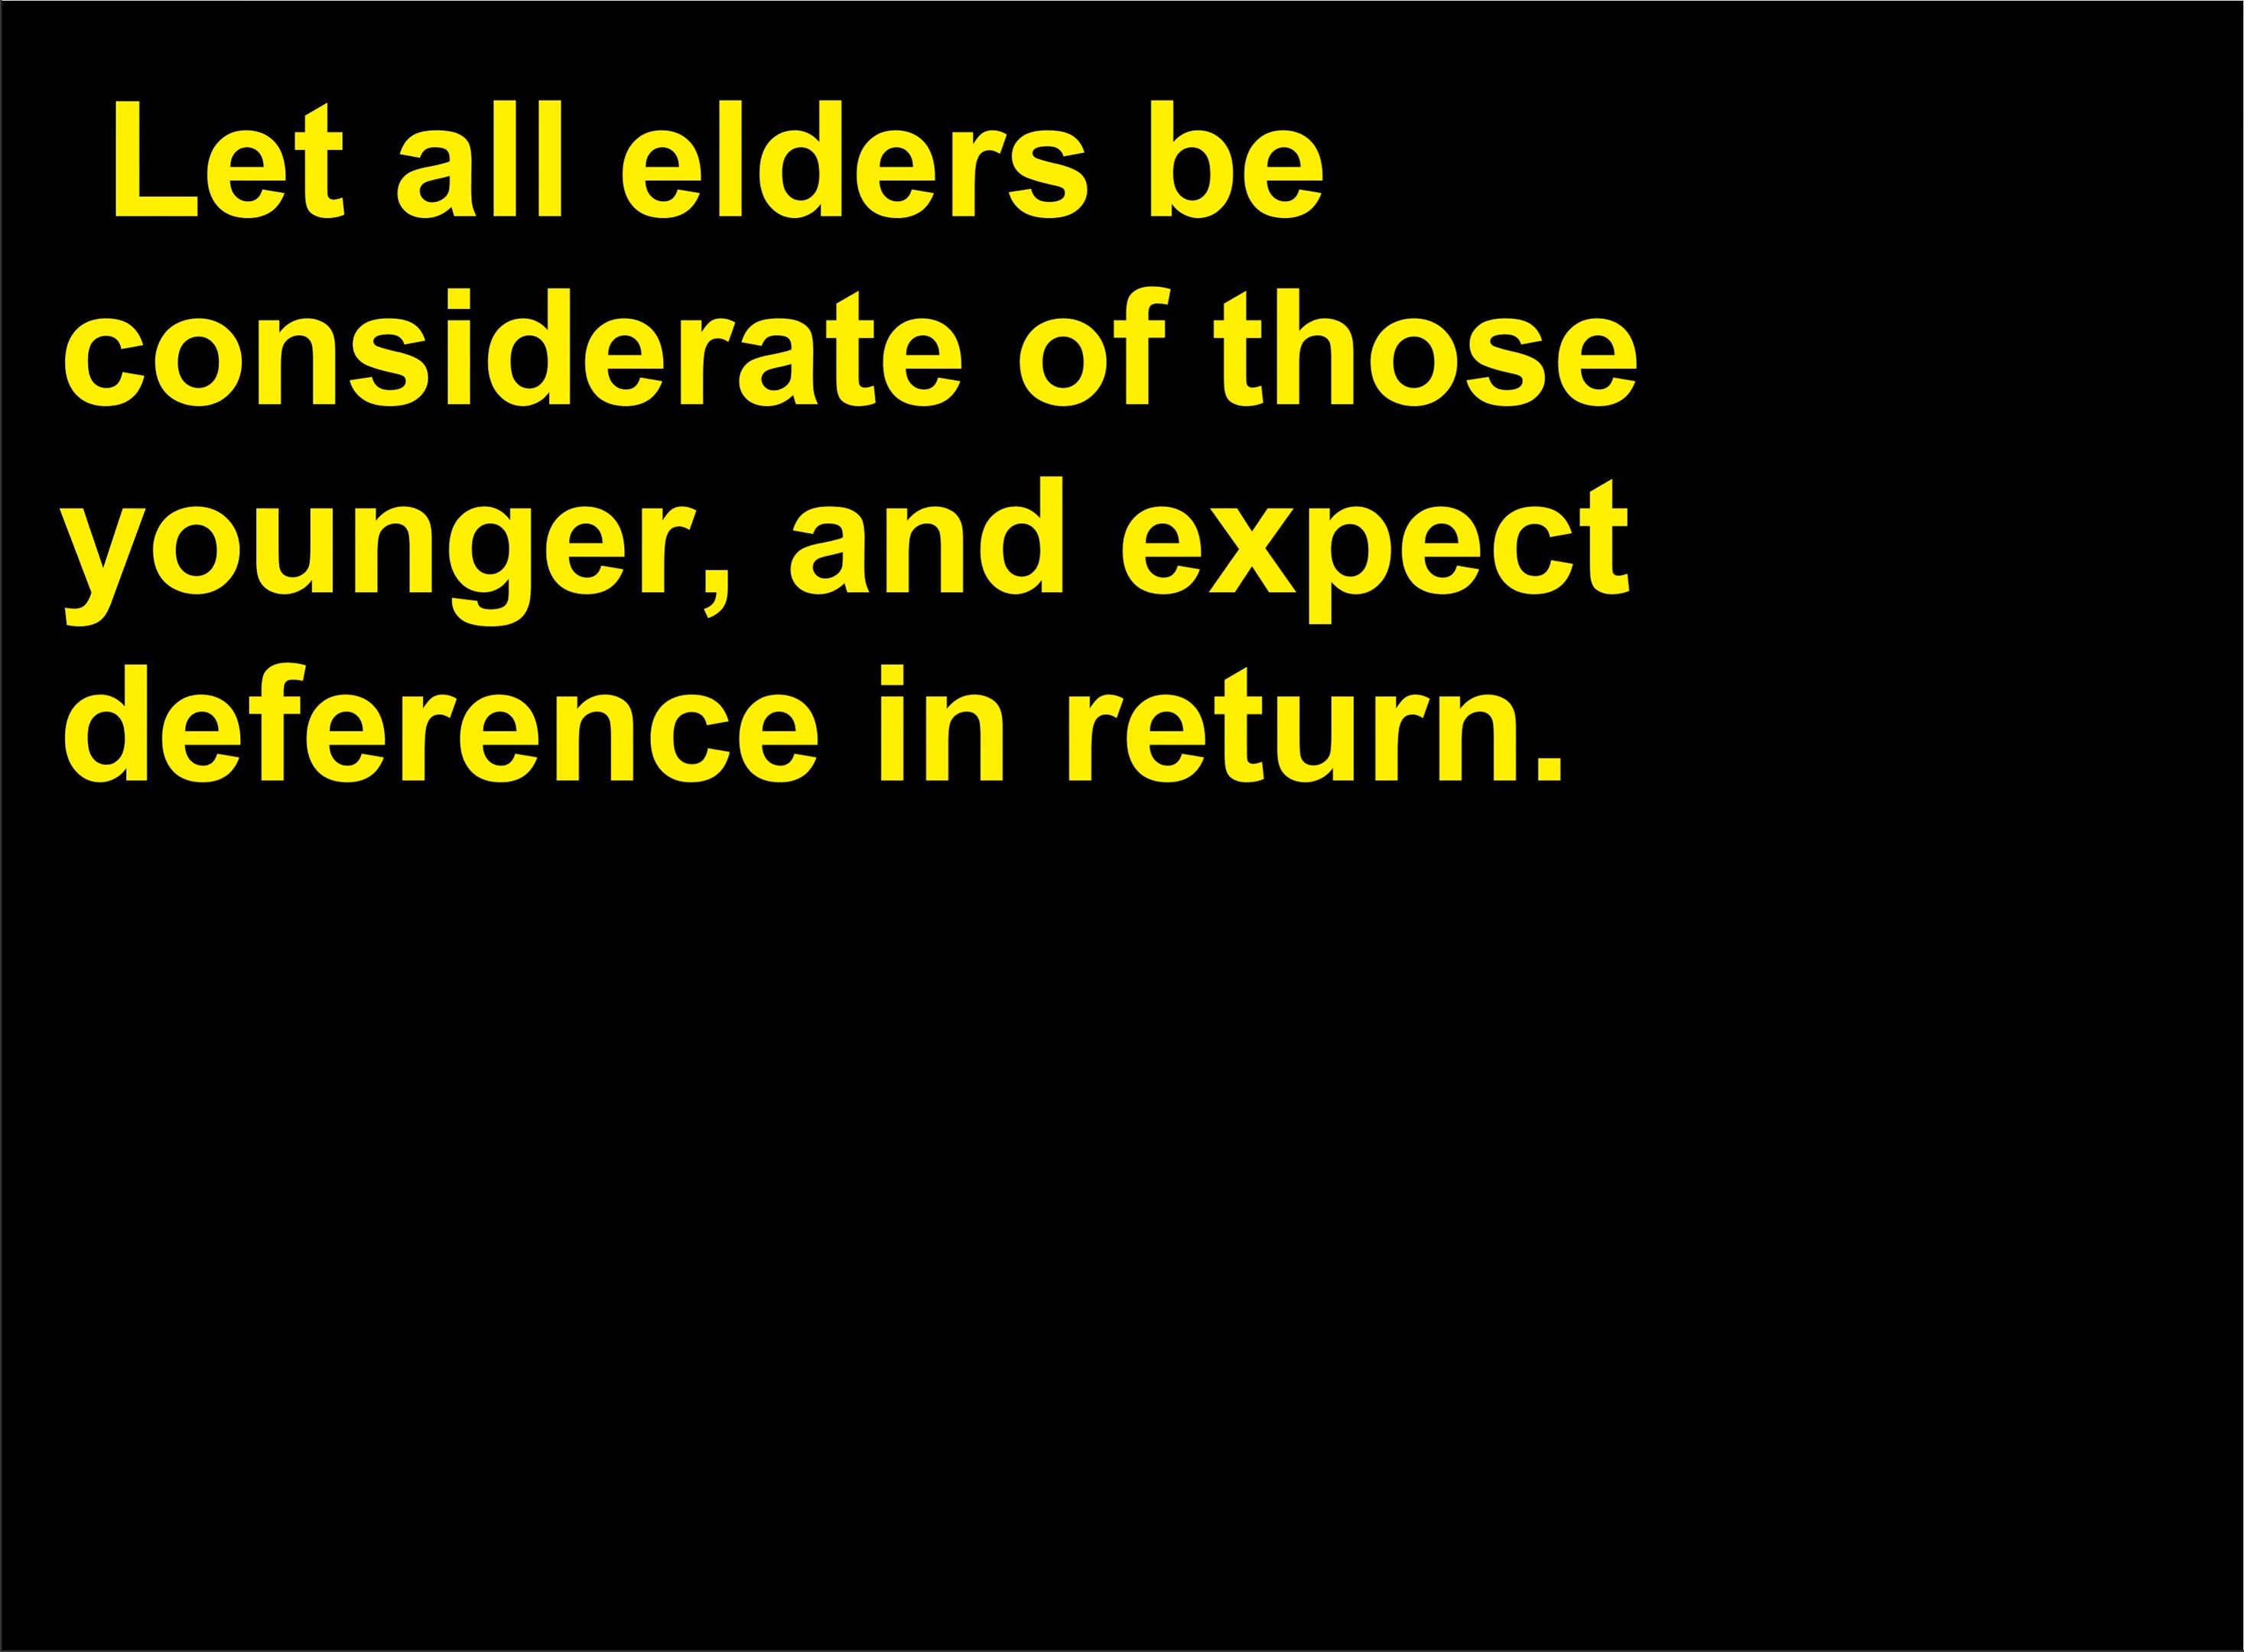 Let all elders be
considerate of those
younger, and expect
deference in return.